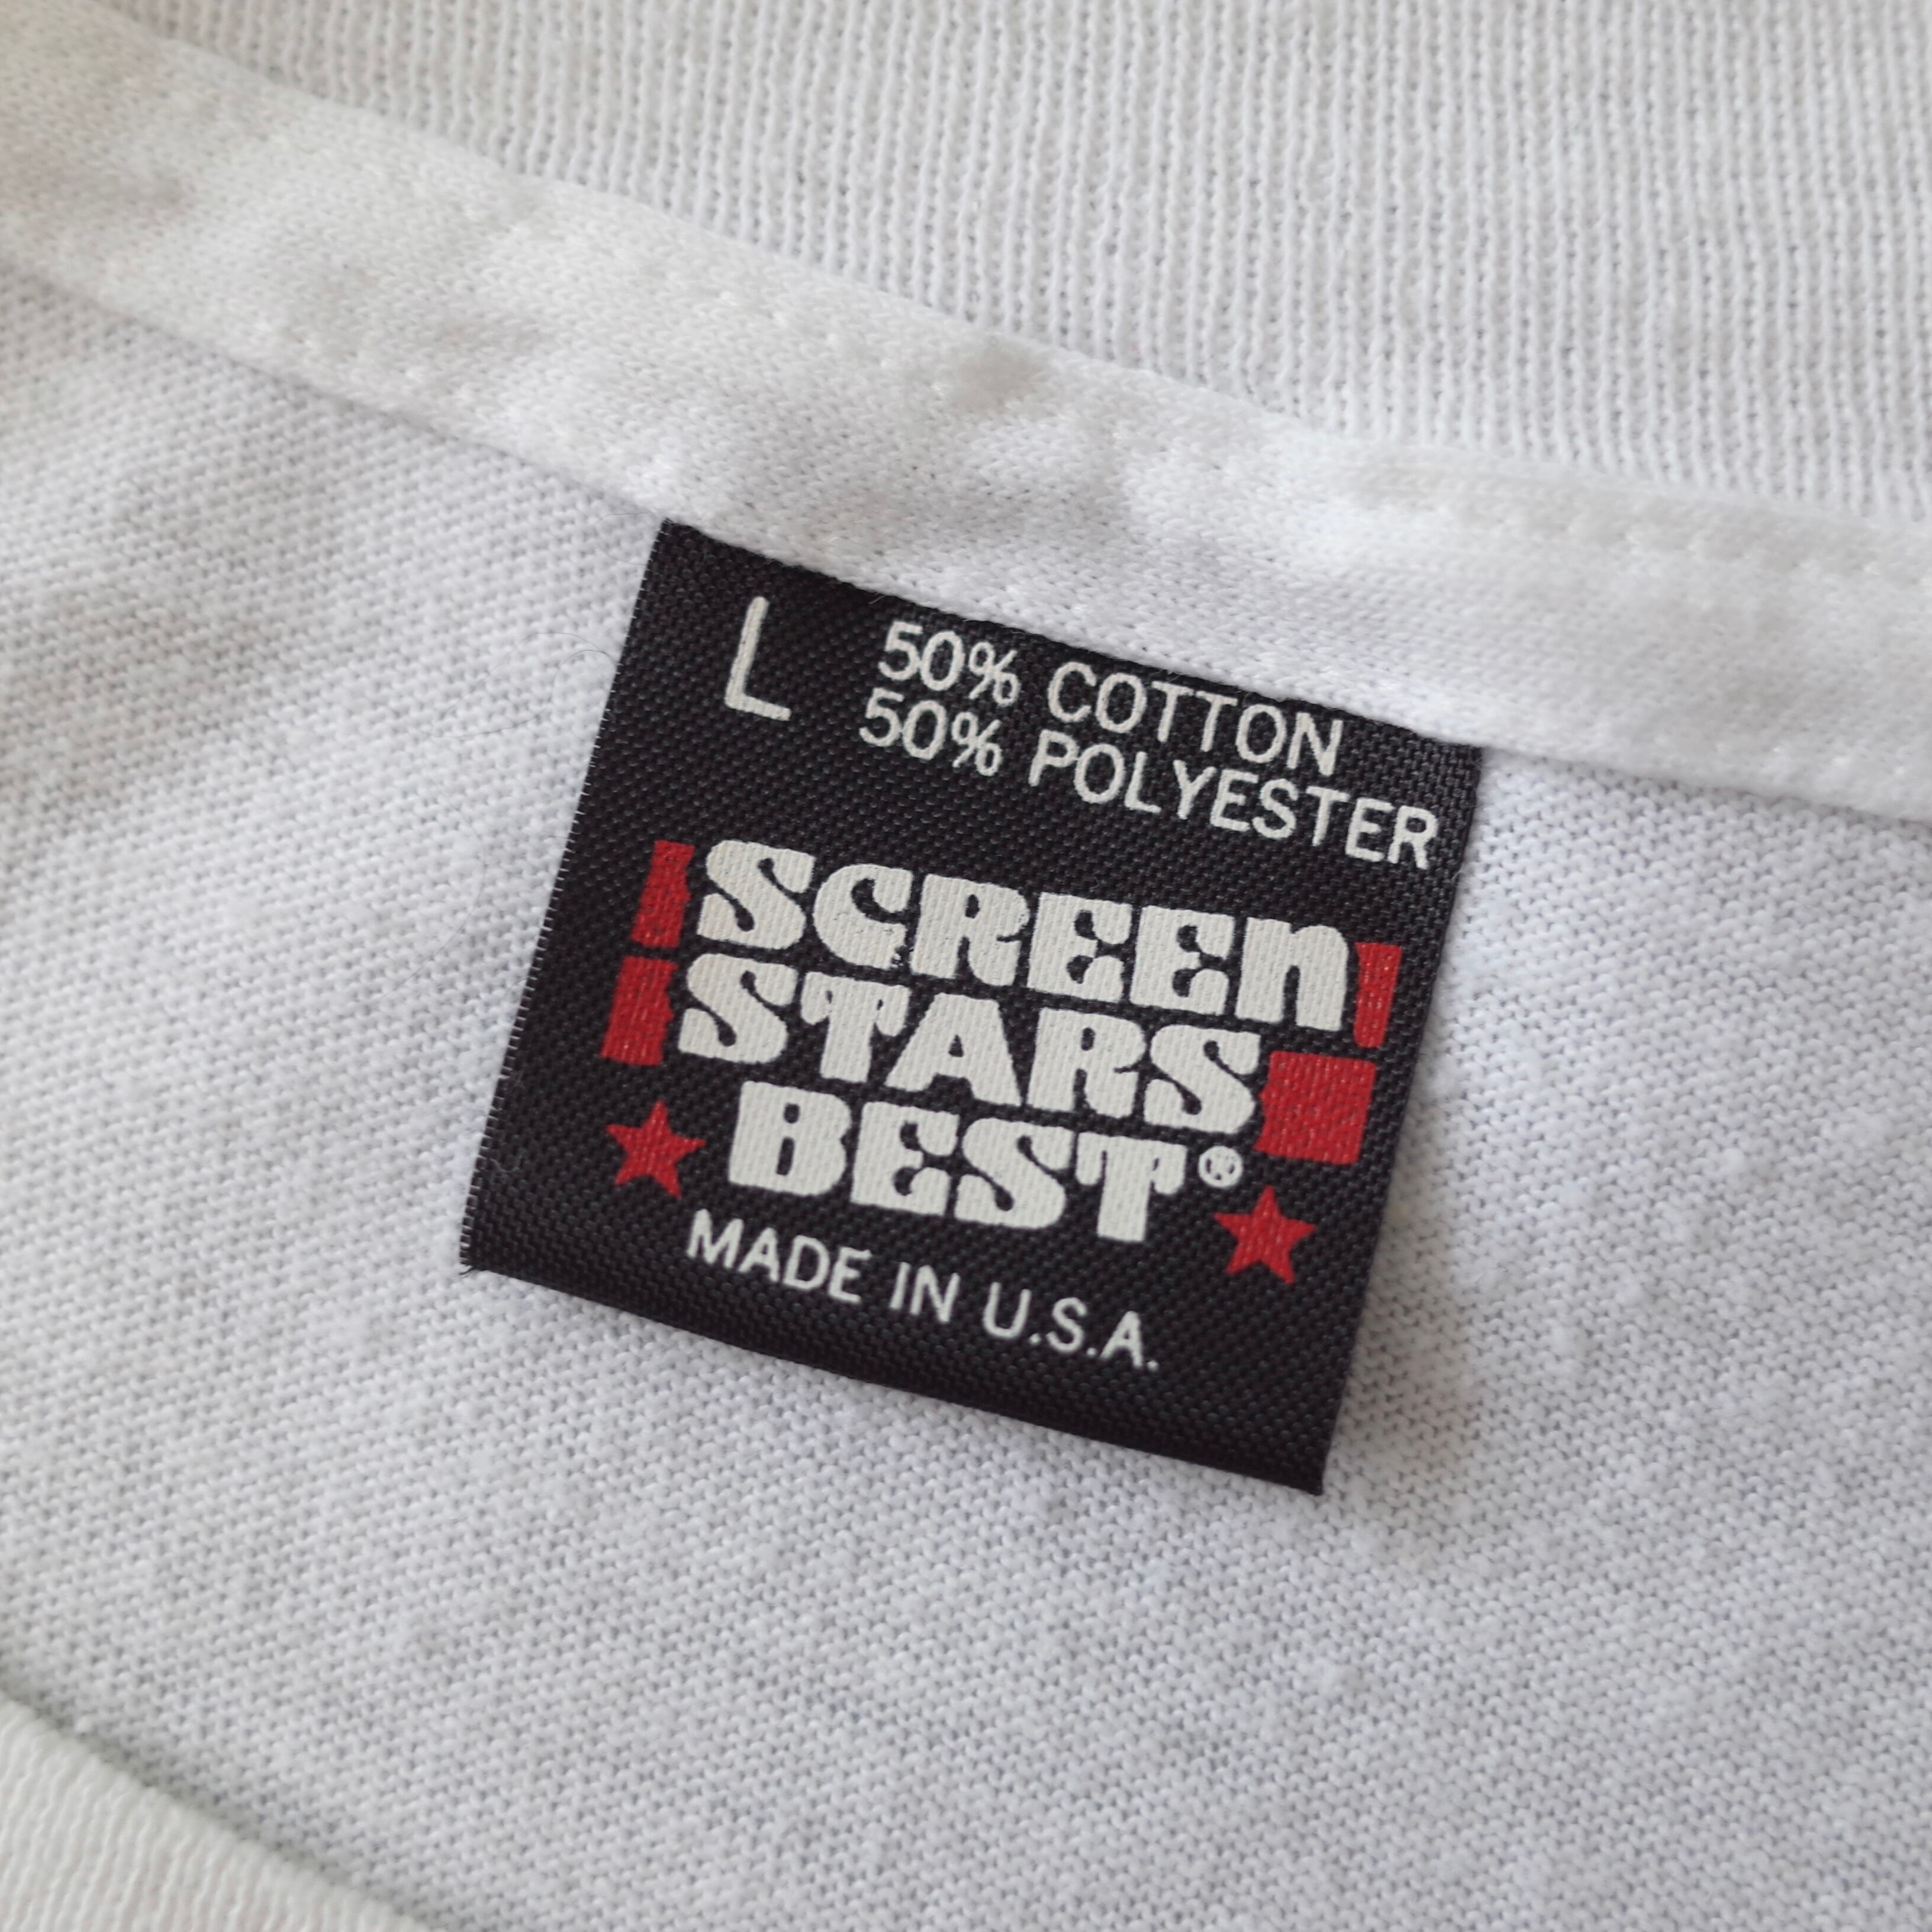 L
50% COTTON
50% POLYESTER
SCREEN
STARS
BEST®
MADE IN U.S.A.